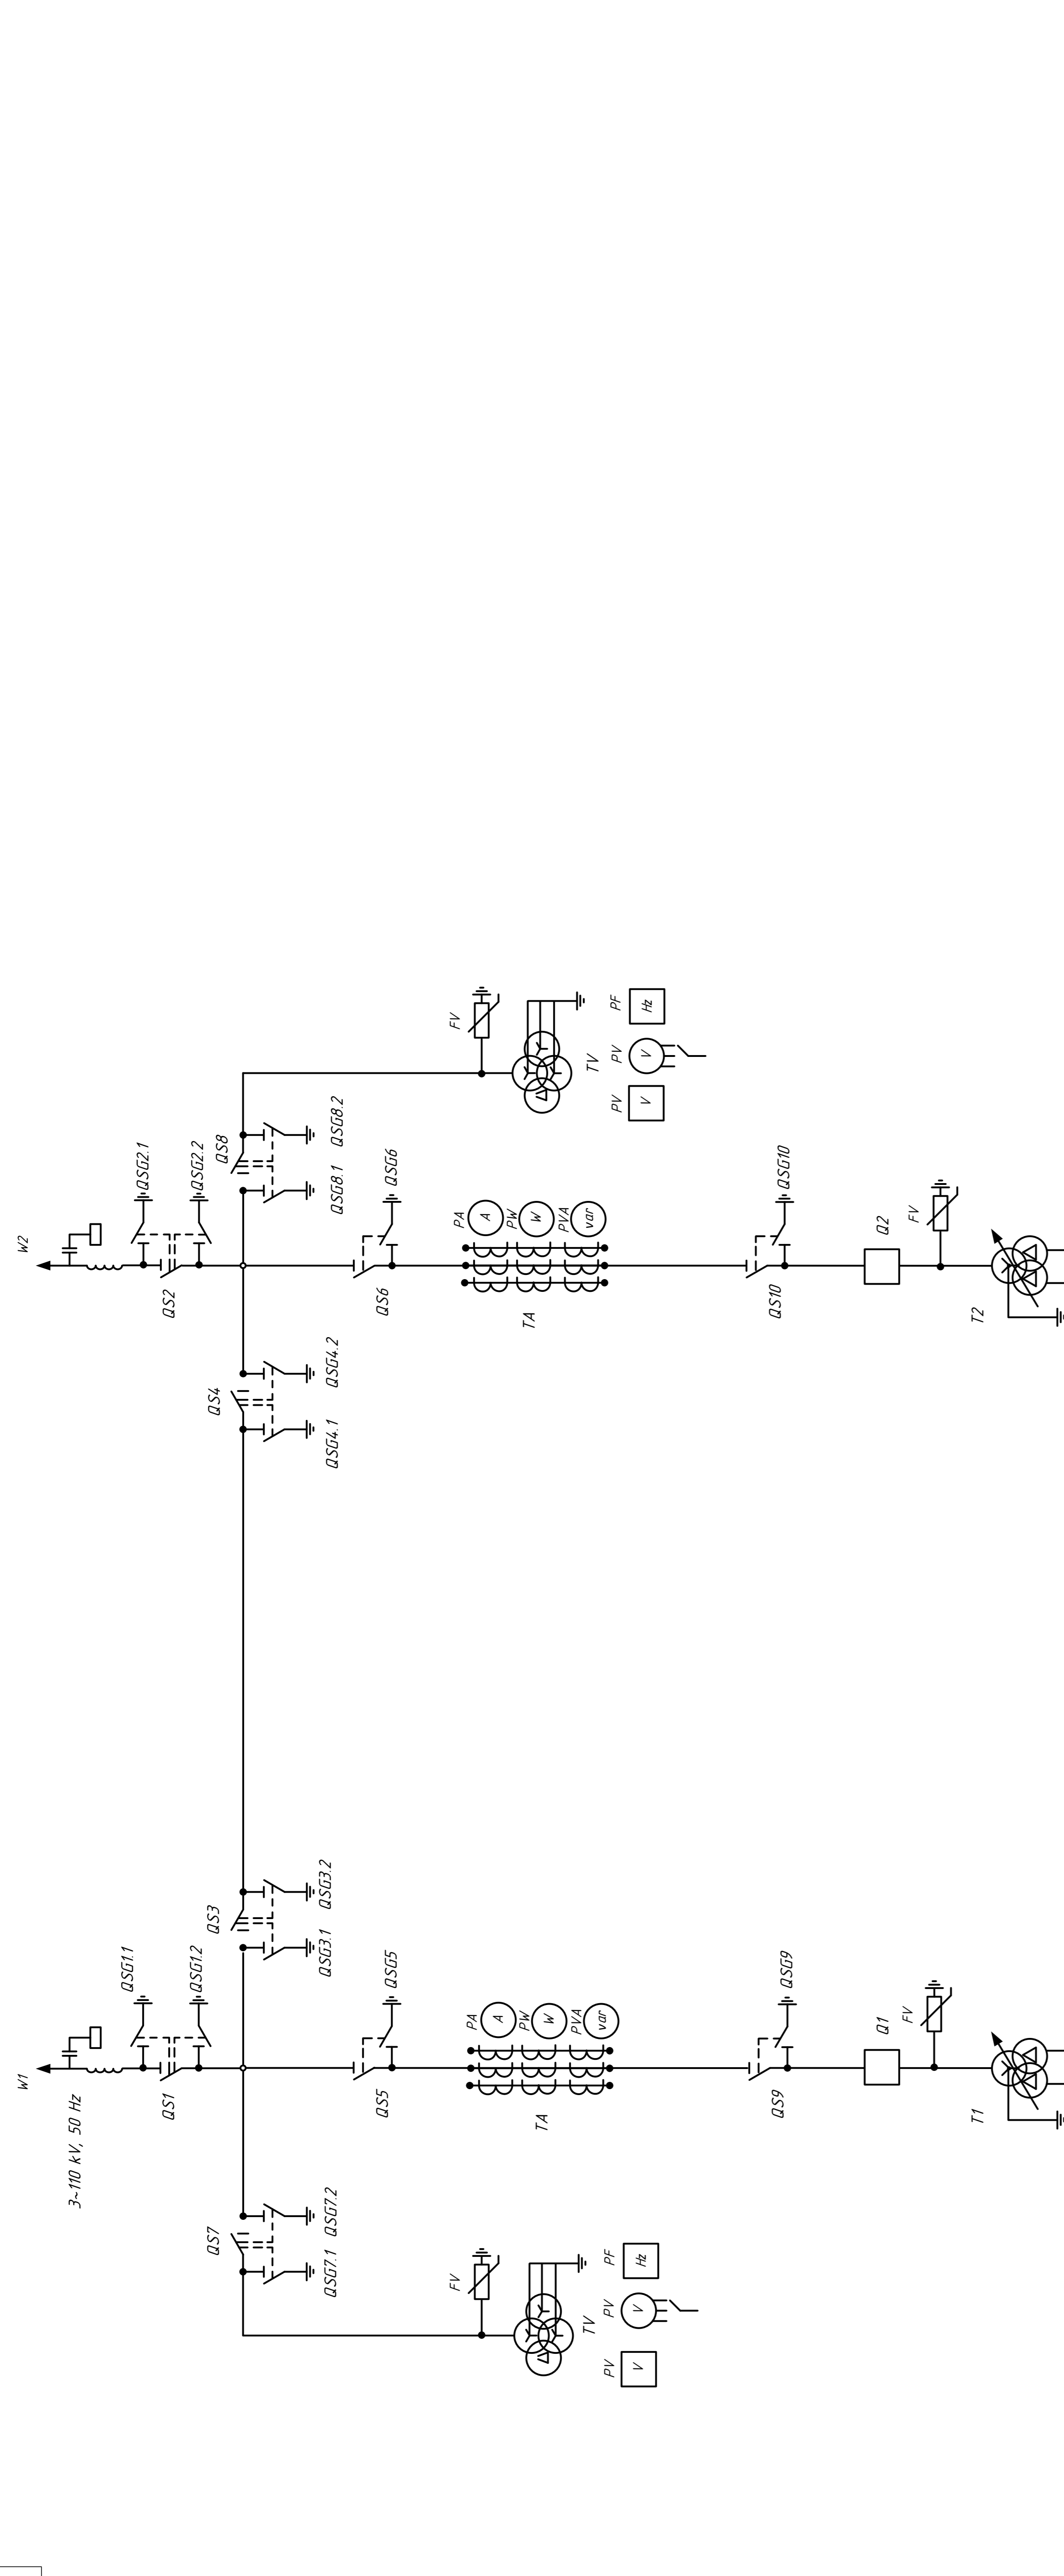 W1
3~110 kV, 50 Hz
QSG1.1
QS1
QSG1.2
QS7
QSG7.1
QSG7.2
QS3
QSG3.1
QSG3.2
QS5
QSG5
FV
TV
PV
V
PV
V
PF
Hz
TA
PA
A
PW
W
PVA
var
QS9
QSG9
Q1
FV
T1
W2
QSG2.1
QS2
QSG2.2
QS4
QSG4.1
QSG4.2
QS8
QSG8.1
QSG8.2
QS6
QSG6
TA
PA
A
PW
W
PVA
var
FV
TV
PV
V
PV
V
PF
Hz
QS10
QSG10
Q2
FV
T2